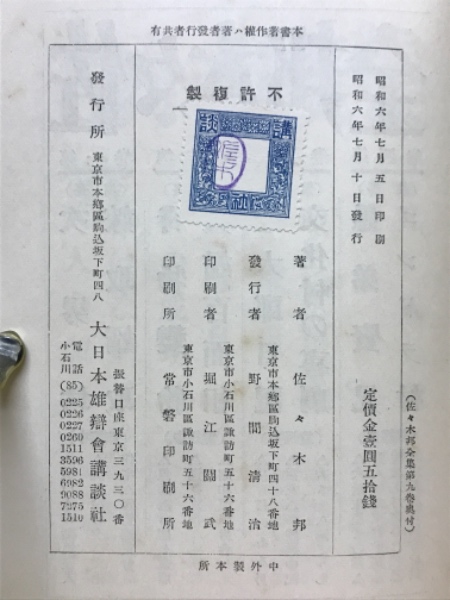 本書著作權ハ著者發行者共有
昭和六年七月五日印刷
昭和六年七月十日發行
不許複製
講談社
(佐々木邦全集第九卷奧付)
定價金壹圓五拾錢
著者 佐々木邦
東京市本鄕區駒込坂下町四十八番地
發行者 野間淸治
東京市小石川區諏訪町五十六番地
印刷者 堀江關武
東京市小石川區諏訪町五十六番地
印刷所 常磐印刷所
發行所 東京市本鄕區駒込坂下町四八 大日本雄辯會講談社
振替口座東京三九三〇番
電話小石川(85) 0225 0226 0227 0260 1511 3596 5981 6982 9088 7275 1510
中外製本所